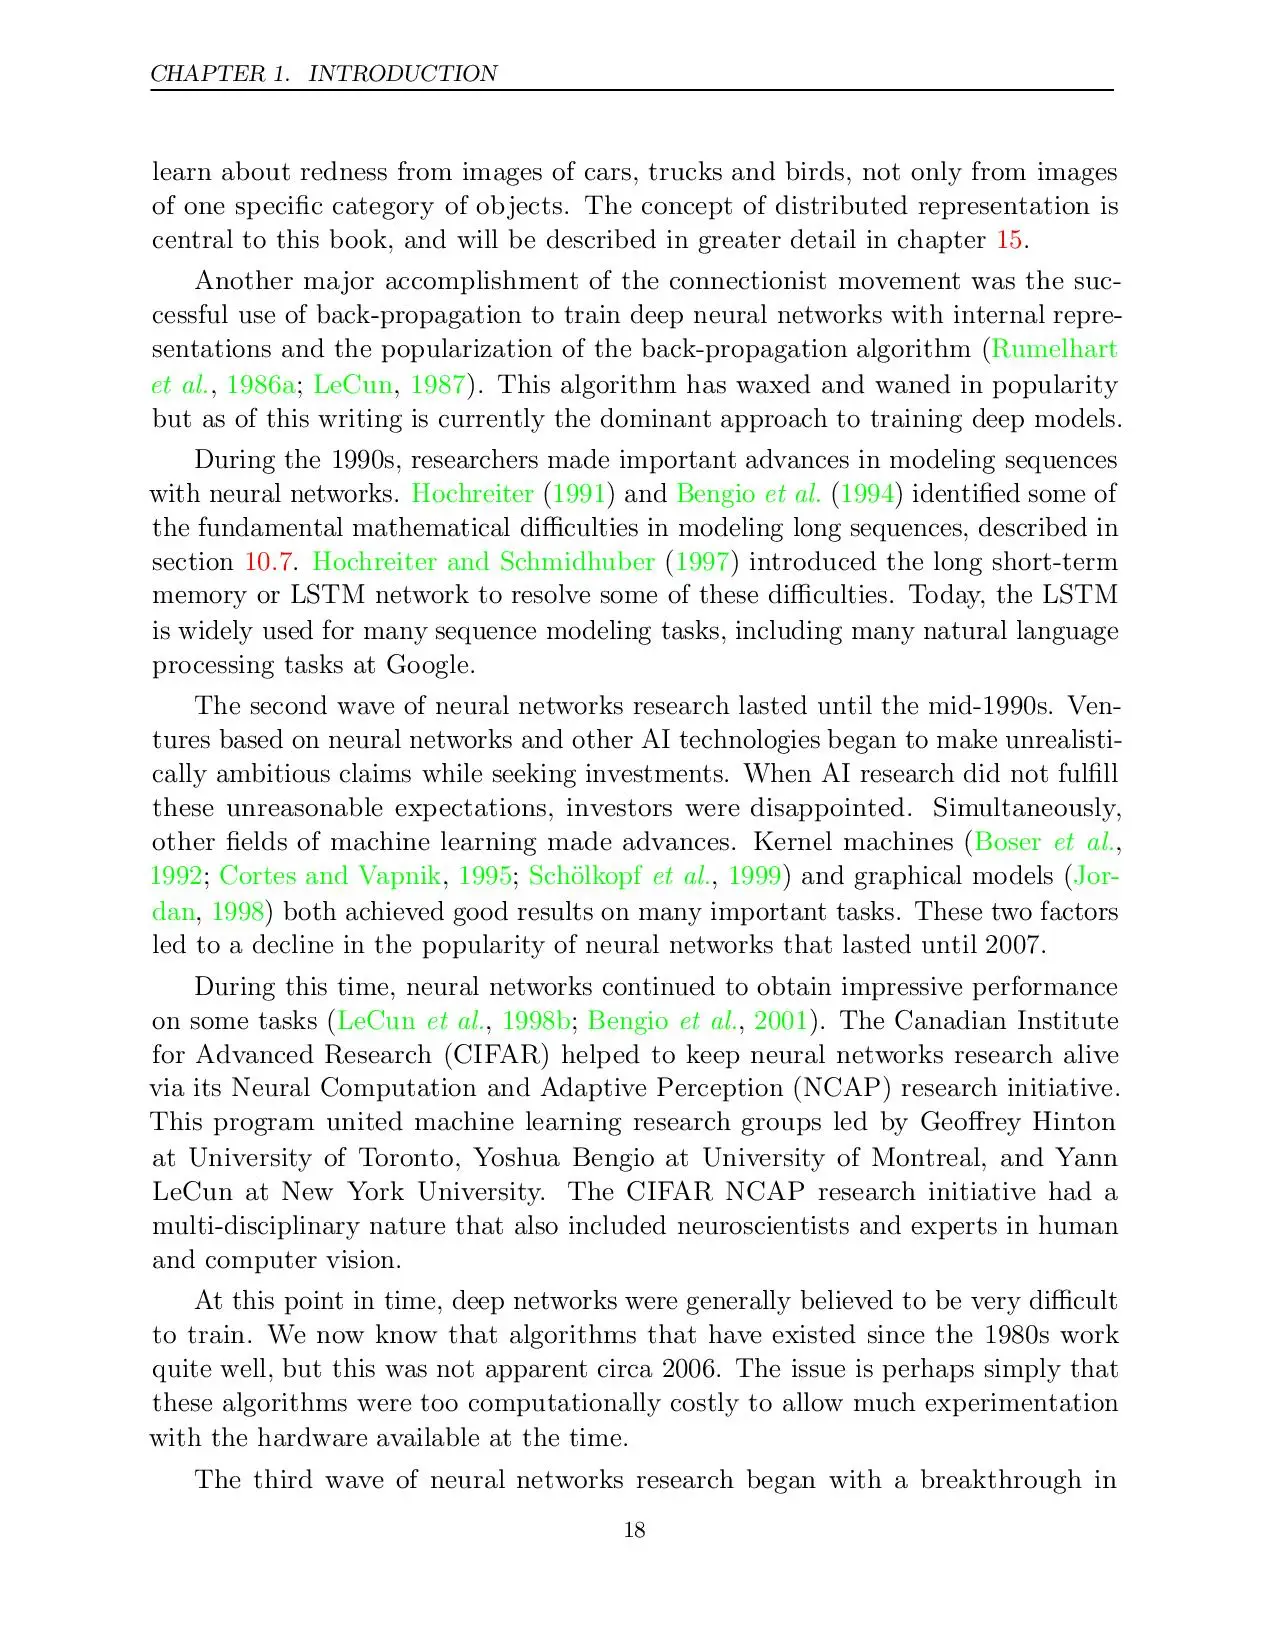 CHAPTER 1. INTRODUCTION
learn about redness from images of cars, trucks and birds, not only from images
of one specific category of objects. The concept of distributed representation is
central to this book, and will be described in greater detail in chapter 15.
Another major accomplishment of the connectionist movement was the suc-
cessful use of back-propagation to train deep neural networks with internal repre-
sentations and the popularization of the back-propagation algorithm (Rumelhart
et al., 1986a; LeCun, 1987). This algorithm has waxed and waned in popularity
but as of this writing is currently the dominant approach to training deep models.
During the 1990s, researchers made important advances in modeling sequences
with neural networks. Hochreiter (1991) and Bengio et al. (1994) identified some of
the fundamental mathematical difficulties in modeling long sequences, described in
section 10.7. Hochreiter and Schmidhuber (1997) introduced the long short-term
memory or LSTM network to resolve some of these difficulties. Today, the LSTM
is widely used for many sequence modeling tasks, including many natural language
processing tasks at Google.
The second wave of neural networks research lasted until the mid-1990s. Ven-
tures based on neural networks and other AI technologies began to make unrealisti-
cally ambitious claims while seeking investments. When AI research did not fulfill
these unreasonable expectations, investors were disappointed. Simultaneously,
other fields of machine learning made advances. Kernel machines (Boser et al.,
1992; Cortes and Vapnik, 1995; Schölkopf et al., 1999) and graphical models (Jor-
dan, 1998) both achieved good results on many important tasks. These two factors
led to a decline in the popularity of neural networks that lasted until 2007.
During this time, neural networks continued to obtain impressive performance
on some tasks (LeCun et al., 1998b; Bengio et al., 2001). The Canadian Institute
for Advanced Research (CIFAR) helped to keep neural networks research alive
via its Neural Computation and Adaptive Perception (NCAP) research initiative.
This program united machine learning research groups led by Geoffrey Hinton
at University of Toronto, Yoshua Bengio at University of Montreal, and Yann
LeCun at New York University. The CIFAR NCAP research initiative had a
multi-disciplinary nature that also included neuroscientists and experts in human
and computer vision.
At this point in time, deep networks were generally believed to be very difficult
to train. We now know that algorithms that have existed since the 1980s work
quite well, but this was not apparent circa 2006. The issue is perhaps simply that
these algorithms were too computationally costly to allow much experimentation
with the hardware available at the time.
The third wave of neural networks research began with a breakthrough in
18